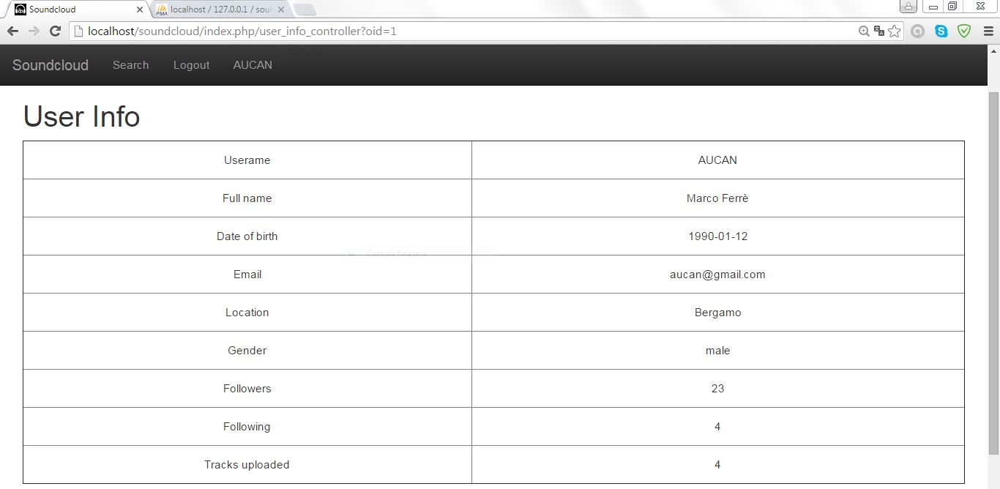 Soundcloud
localhost / 127.0.0.1 / sour
localhost/soundcloud/index.php/user_info_controller?oid=1
Soundcloud Search Logout AUCAN
User Info
Userame AUCAN
Full name Marco Ferrè
Date of birth 1990-01-12
Cattura finestra
Email aucan@gmail.com
Location Bergamo
Gender male
Followers 23
Following 4
Tracks uploaded 4